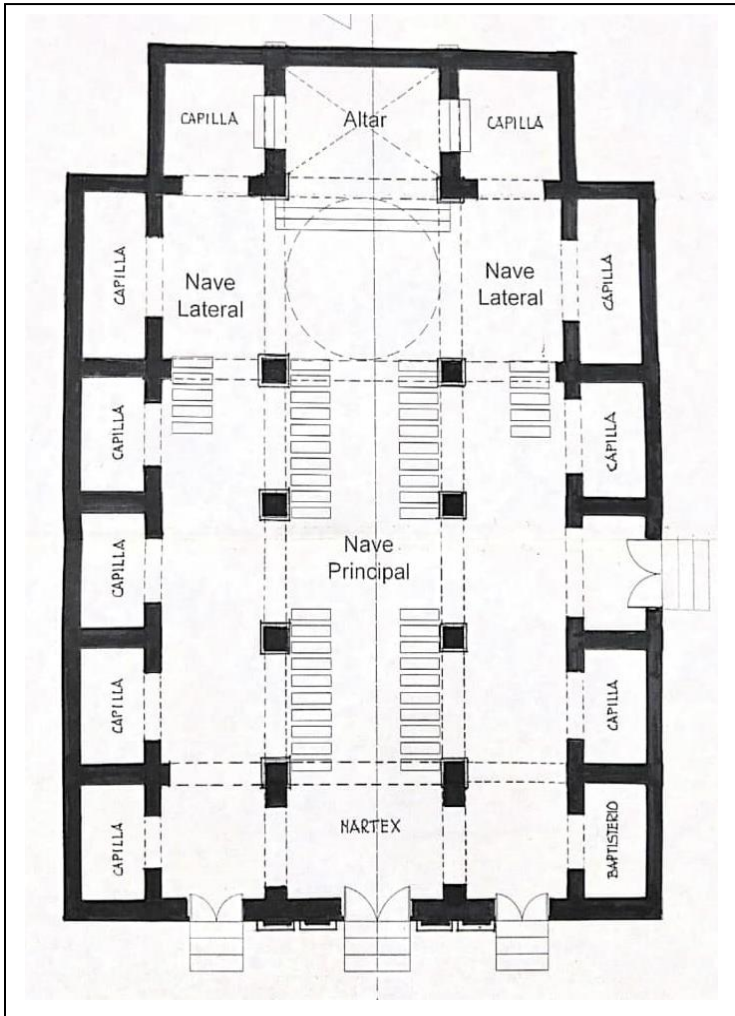 CAPILLA
Altar
CAPILLA
CAPILLA
Nave
Lateral
Nave
Lateral
CAPILLA
CAPILLA
CAPILLA
CAPILLA
Nave
Principal
CAPILLA
CAPILLA
CAPILLA
NARTEX
BAPTISTERIO